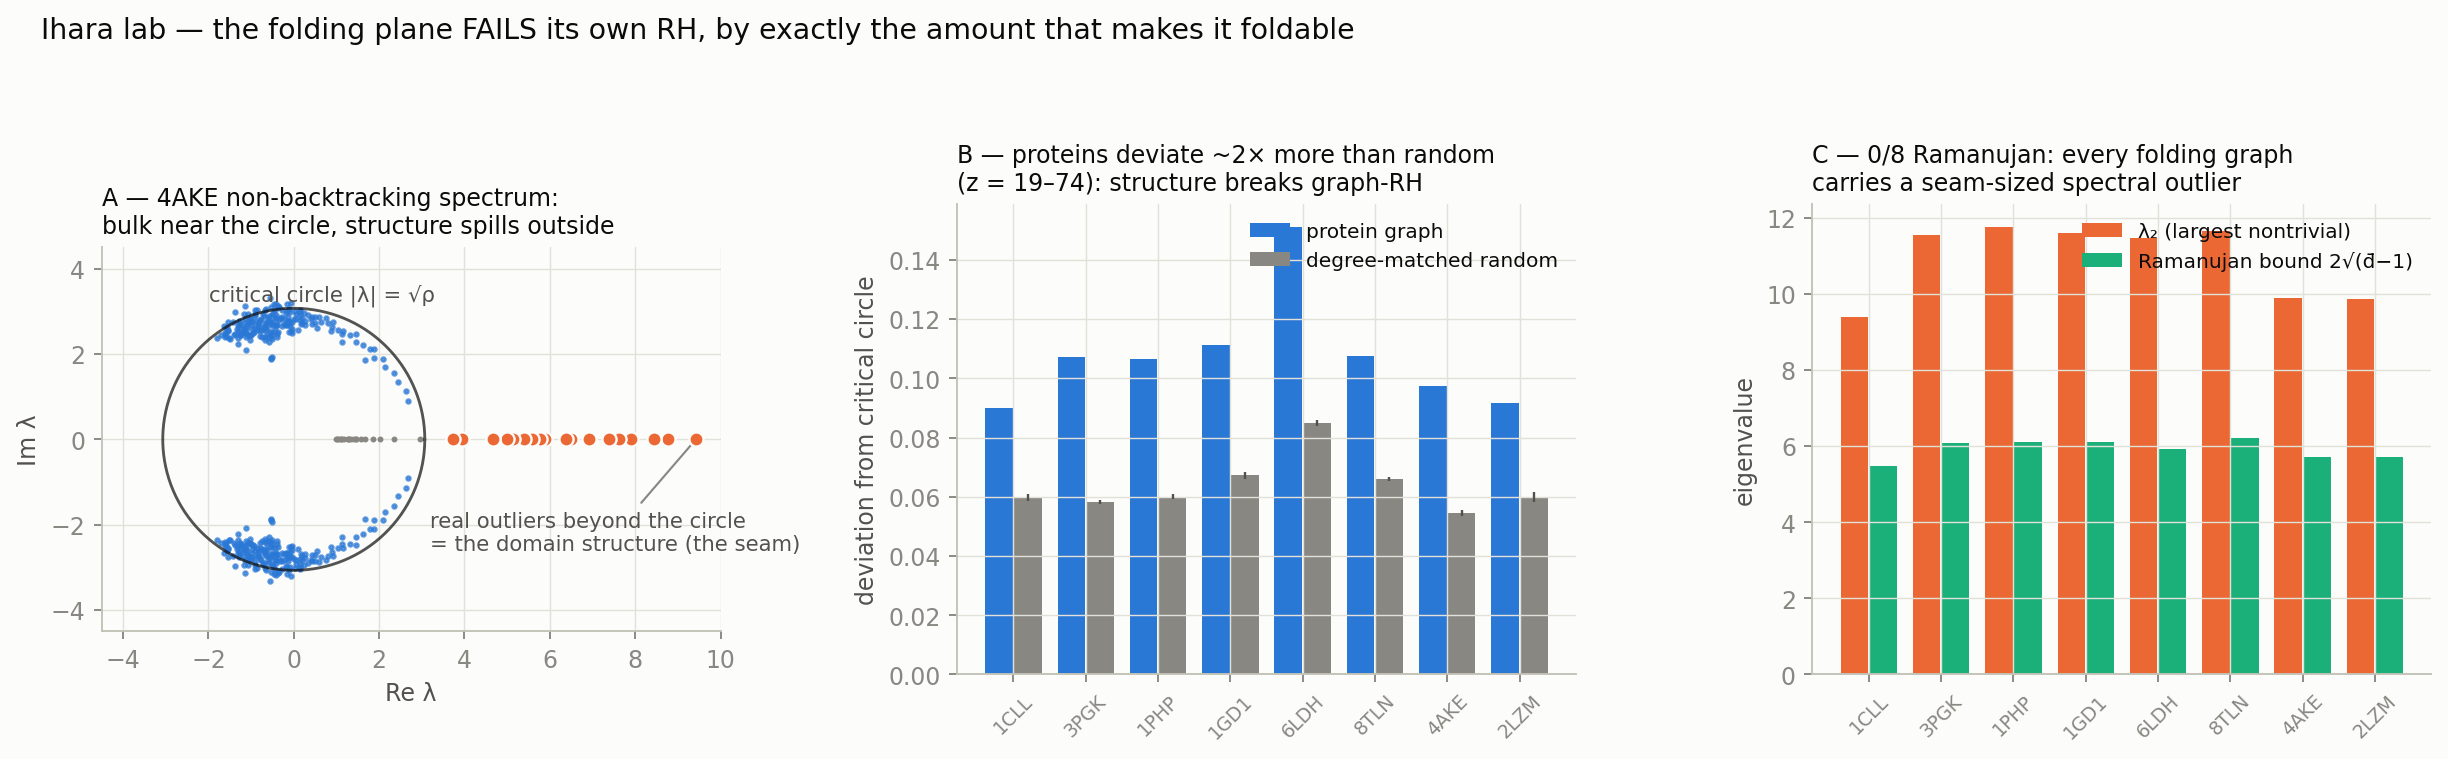 Ihara lab — the folding plane FAILS its own RH, by exactly the amount that makes it foldable
A — 4AKE non-backtracking spectrum:
bulk near the circle, structure spills outside
critical circle |λ| = √ρ
real outliers beyond the circle
= the domain structure (the seam)
Im λ
4
2
0
−2
−4
−4
−2
0
2
4
6
8
10
Re λ
B — proteins deviate ~2× more than random
(z = 19–74): structure breaks graph-RH
protein graph
degree-matched random
deviation from critical circle
0.14
0.12
0.10
0.08
0.06
0.04
0.02
0.00
1CLL
3PGK
1PHP
1GD1
6LDH
8TLN
4AKE
2LZM
C — 0/8 Ramanujan: every folding graph
carries a seam-sized spectral outlier
λ₂ (largest nontrivial)
Ramanujan bound 2√(d̄−1)
eigenvalue
12
10
8
6
4
2
0
1CLL
3PGK
1PHP
1GD1
6LDH
8TLN
4AKE
2LZM